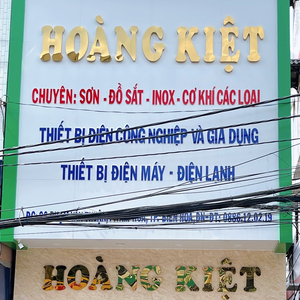 HOÀNG KIỆT
CHUYÊN: SƠN - ĐỒ SẮT - INOX - CƠ KHÍ CÁC LOẠI
THIẾT BỊ ĐIỆN CÔNG NGHIỆP VÀ GIA DỤNG
THIẾT BỊ ĐIỆN MÁY - ĐIỆN LẠNH
HOÀNG KIỆT